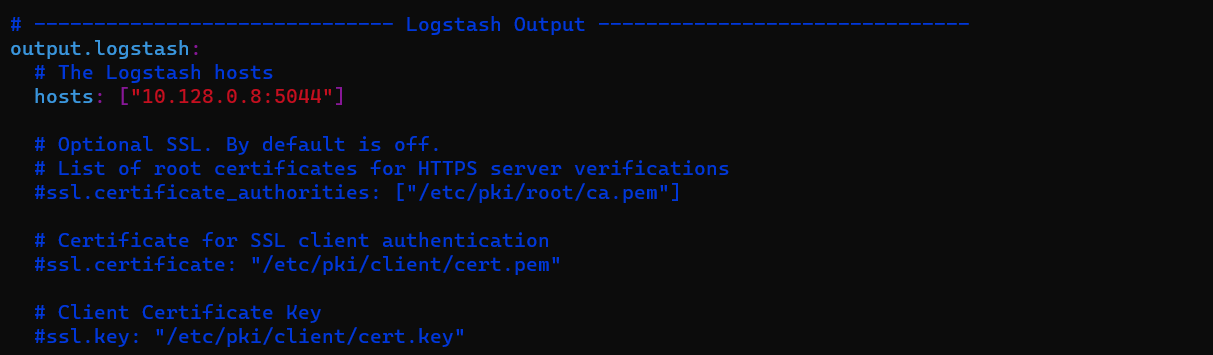 # ------------------------------ Logstash Output -------------------------------
output.logstash:
  # The Logstash hosts
  hosts: ["10.128.0.8:5044"]

  # Optional SSL. By default is off.
  # List of root certificates for HTTPS server verifications
  #ssl.certificate_authorities: ["/etc/pki/root/ca.pem"]

  # Certificate for SSL client authentication
  #ssl.certificate: "/etc/pki/client/cert.pem"

  # Client Certificate Key
  #ssl.key: "/etc/pki/client/cert.key"